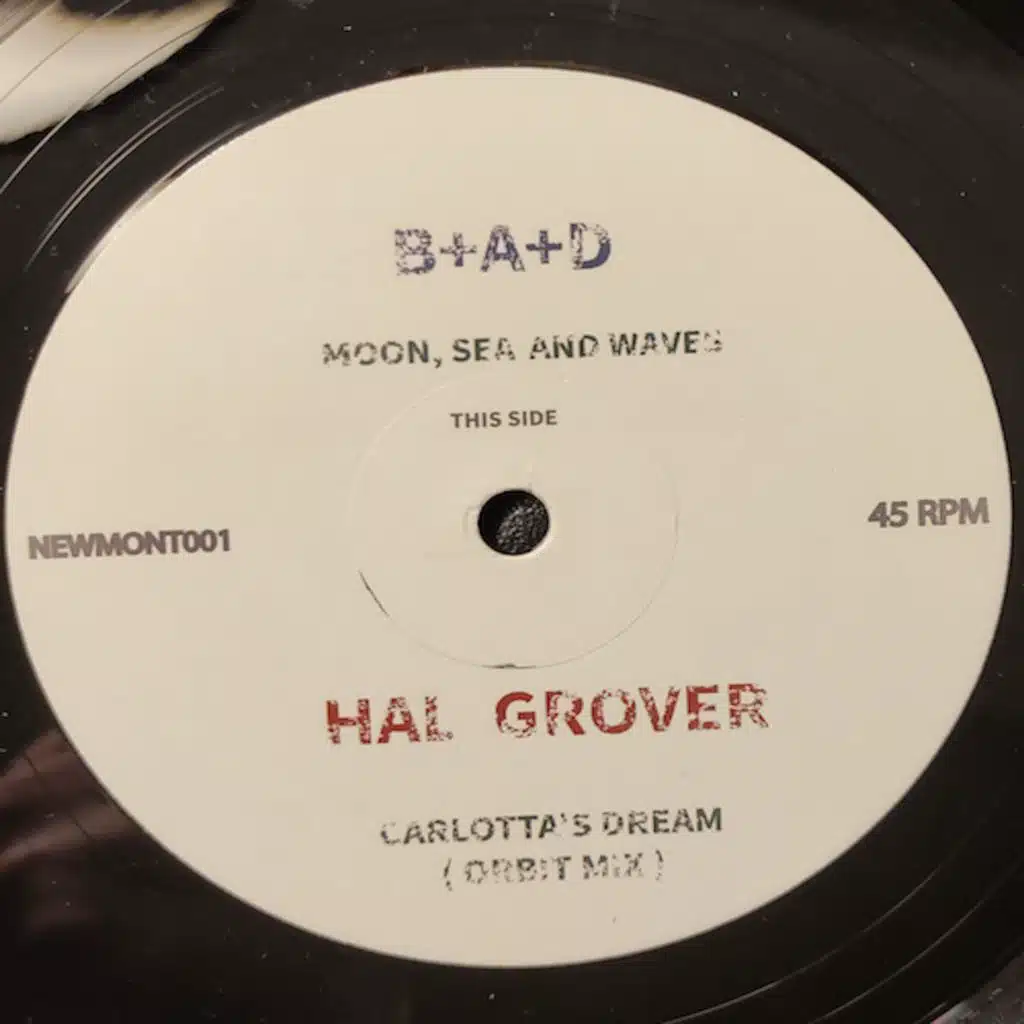 B+A+D
MOON, SEA AND WAVES
THIS SIDE
NEWMONT001
45 RPM
HAL GROVER
CARLOTTA'S DREAM
( ORBIT MIX )